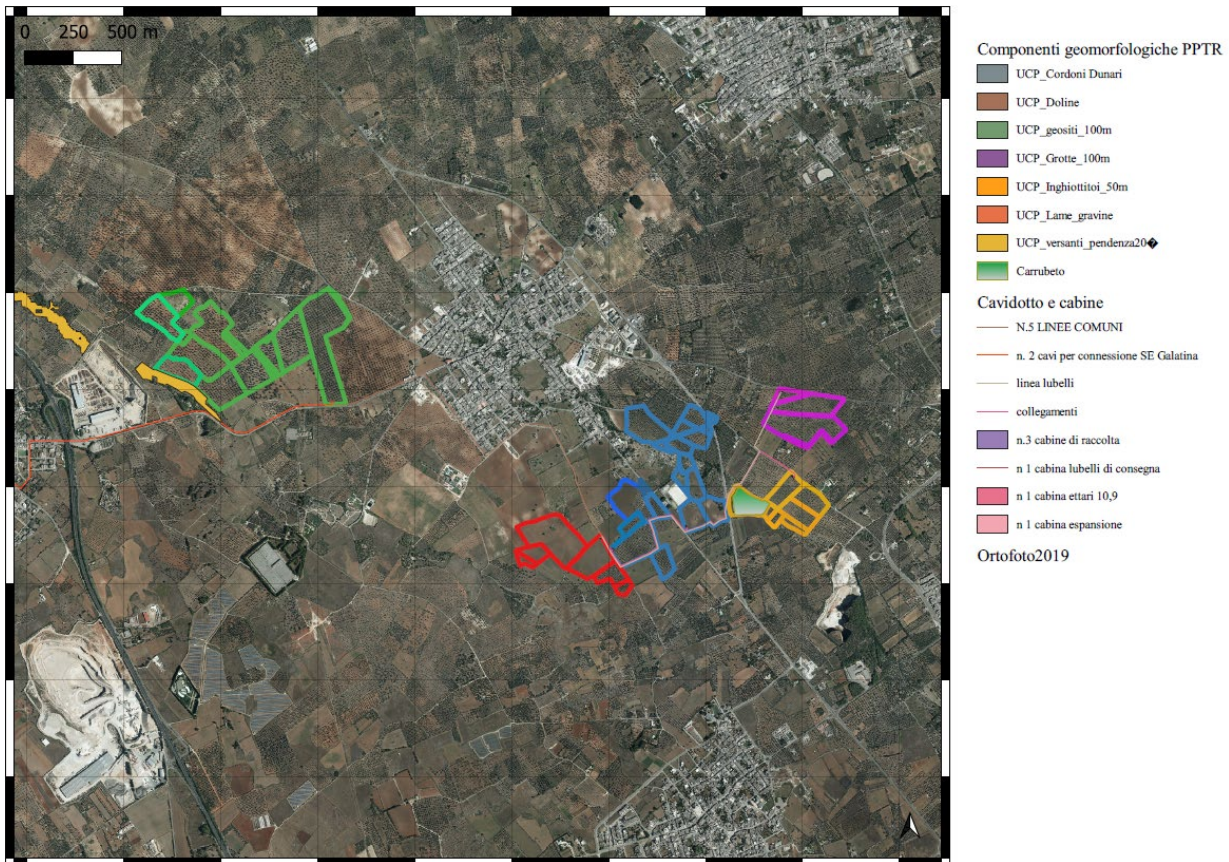 0 250 500 m
Componenti geomorfologiche PPTR
UCP_Cordoni Dunari
UCP_Doline
UCP_geositi_100m
UCP_Grotte_100m
UCP_Inghiottitoi_50m
UCP_Lame_gravine
UCP_versanti_pendenza20�
Carrubeto
Cavidotto e cabine
N.5 LINEE COMUNI
n. 2 cavi per connessione SE Galatina
linea lubelli
collegamenti
n.3 cabine di raccolta
n 1 cabina lubelli di consegna
n 1 cabina ettari 10,9
n 1 cabina espansione
Ortofoto2019